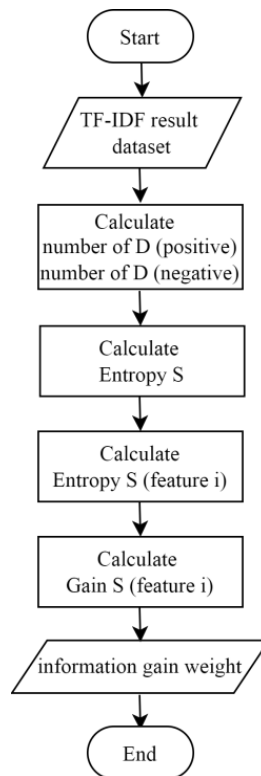 Start
TF-IDF result
dataset
Calculate
number of D (positive)
number of D (negative)
Calculate
Entropy S
Calculate
Entropy S (feature i)
Calculate
Gain S (feature i)
information gain weight
End